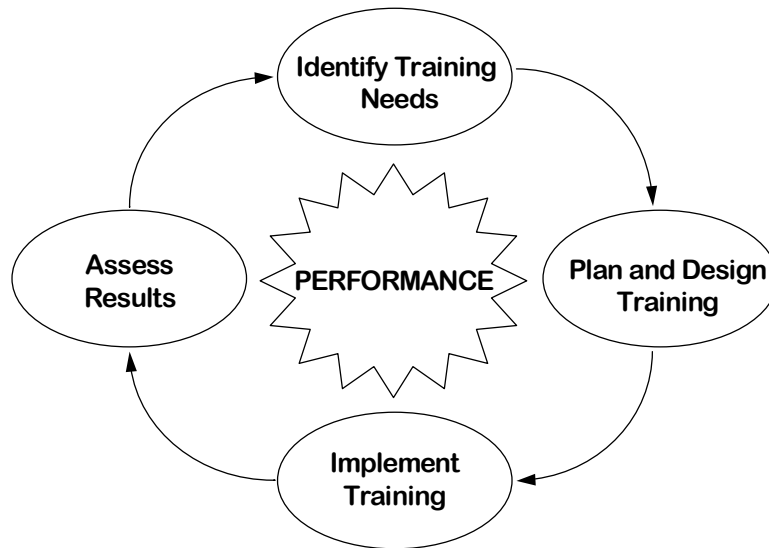 Identify Training
Needs
Assess
Results
PERFORMANCE
Plan and Design
Training
Implement
Training